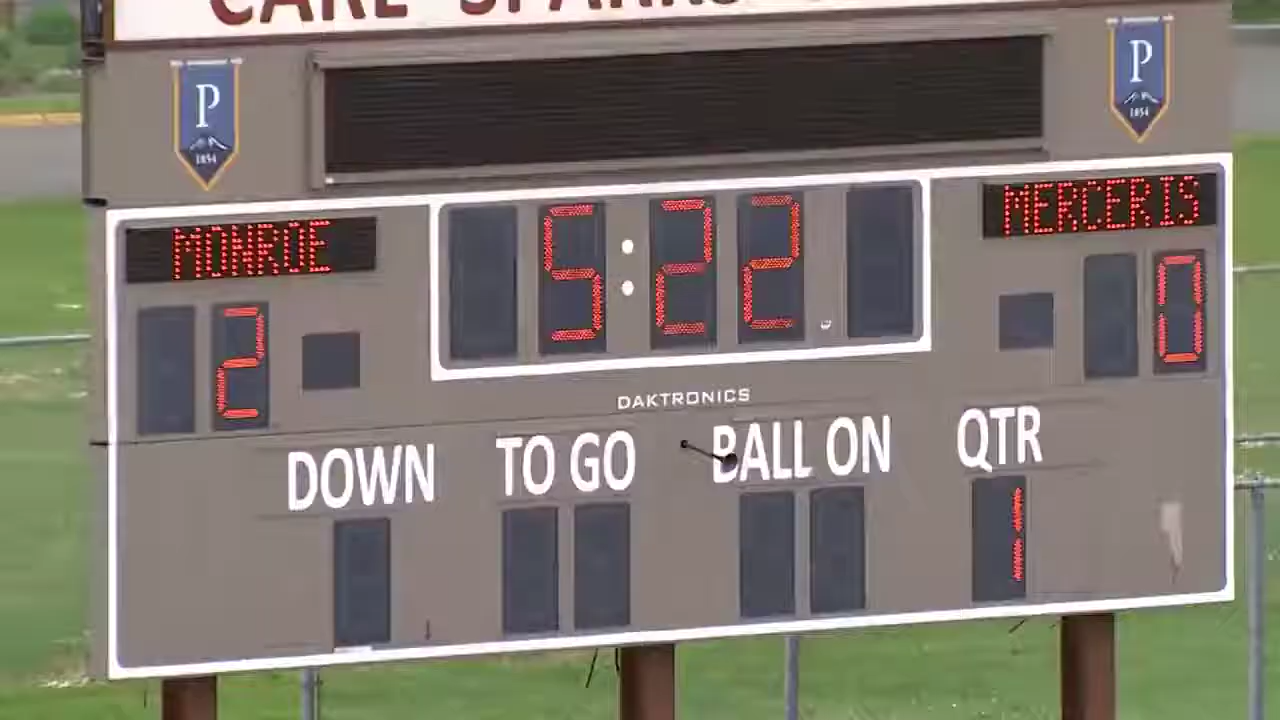 P
1854
P
1854
MONROE
5:22.
MERCERIS
2
0
DAKTRONICS
DOWN TO GO BALL ON QTR
1